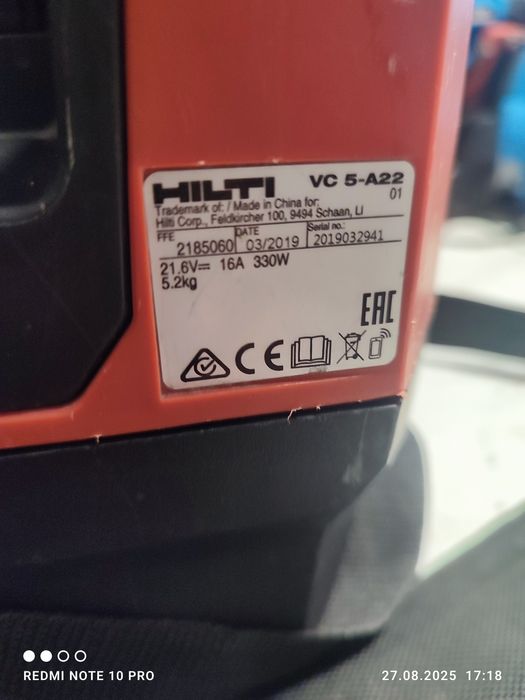 HILTI VC 5-A22
01
Trademark of: / Made in China for:
Hilti Corp., Feldkircher 100, 9494 Schaan, LI
FFE DATE Serial no.:
2185060 03/2019 2019032941
21.6V⎓ 16A 330W
5.2kg
EAC
CE
REDMI NOTE 10 PRO 27.08.2025 17:18